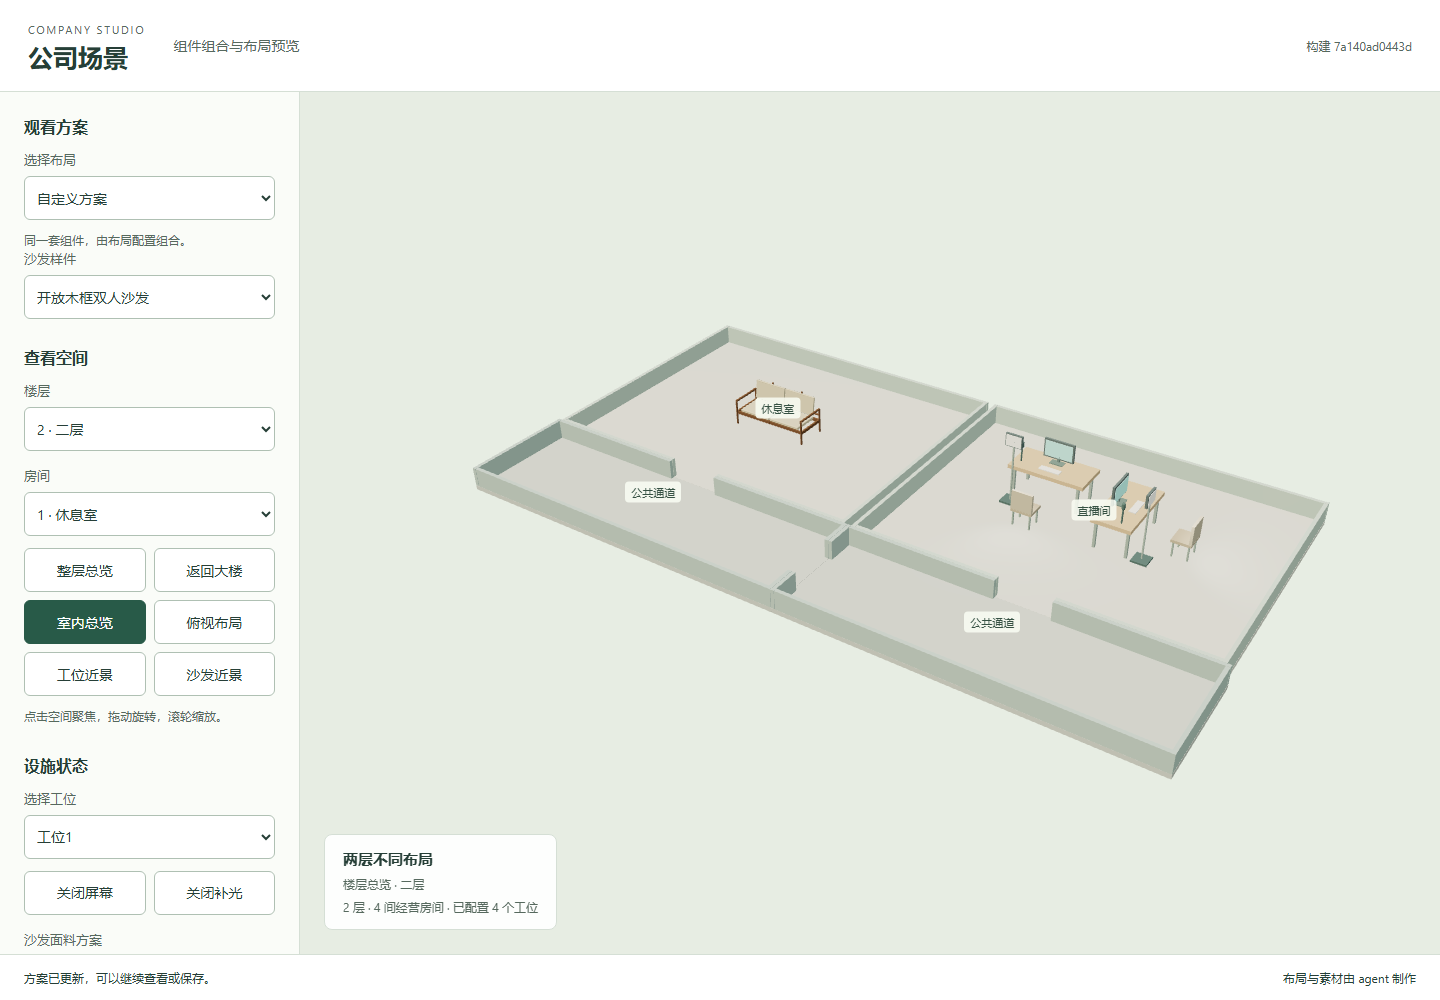 COMPANY STUDIO
公司场景
组件组合与布局预览
构建 7a140ad0443d
观看方案
选择布局
自定义方案
同一套组件，由布局配置组合。
沙发样件
开放木框双人沙发
查看空间
楼层
2 · 二层
房间
1 · 休息室
整层总览
返回大楼
室内总览
俯视布局
工位近景
沙发近景
点击空间聚焦，拖动旋转，滚轮缩放。
设施状态
选择工位
工位1
关闭屏幕
关闭补光
沙发面料方案
休息室
公共通道
直播间
公共通道
两层不同布局
楼层总览 · 二层
2 层 · 4 间经营房间 · 已配置 4 个工位
方案已更新，可以继续查看或保存。
布局与素材由 agent 制作